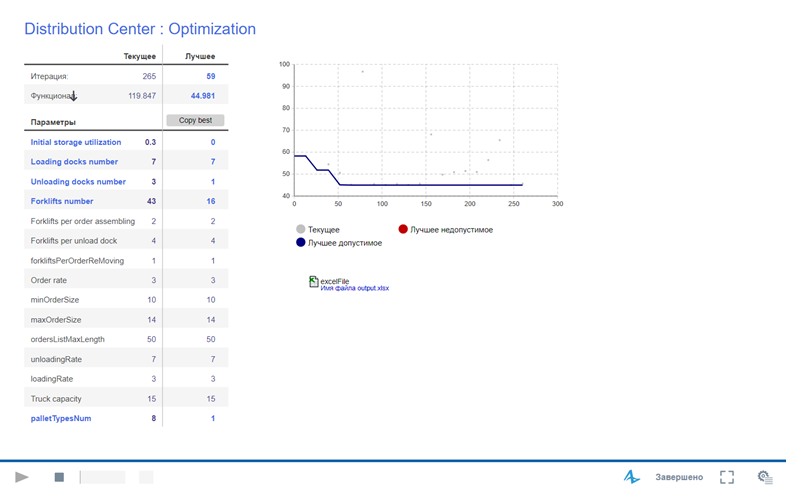 Distribution Center : Optimization
Текущее Лучшее
Итерация: 265 59
Функционал: 119.847 44.981
Параметры Copy best
Initial storage utilization 0.3 0
Loading docks number 7 7
Unloading docks number 3 1
Forklifts number 43 16
Forklifts per order assembling 2 2
Forklifts per unload dock 4 4
forkliftsPerOrderReMoving 1 1
Order rate 3 3
minOrderSize 10 10
maxOrderSize 14 14
ordersListMaxLength 50 50
unloadingRate 7 7
loadingRate 3 3
Truck capacity 15 15
palletTypesNum 8 1
100
90
80
70
60
50
40
0 50 100 150 200 250 300
Текущее Лучшее недопустимое
Лучшее допустимое
excelFile
Имя файла output.xlsx
Завершено